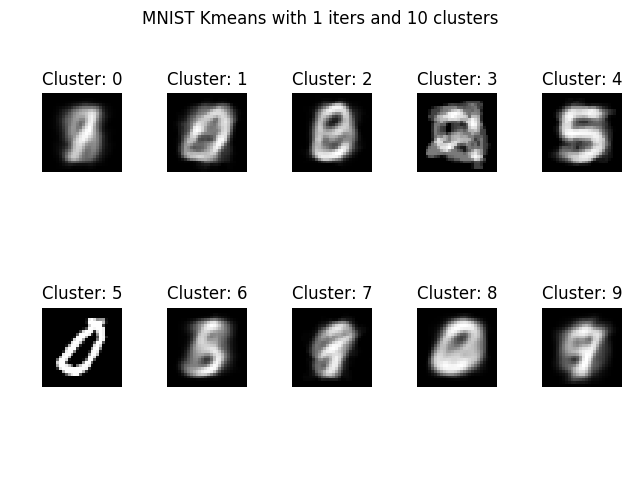 MNIST Kmeans with 1 iters and 10 clusters
Cluster: 0 Cluster: 1 Cluster: 2 Cluster: 3 Cluster: 4
Cluster: 5 Cluster: 6 Cluster: 7 Cluster: 8 Cluster: 9